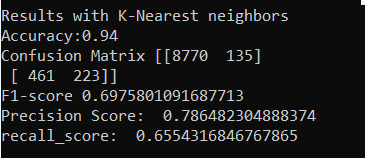 Results with K-Nearest neighbors
Accuracy:0.94
Confusion Matrix [[8770  135]
 [ 461  223]]
F1-score 0.6975801091687713
Precision Score:  0.786482304888374
recall_score:  0.6554316846767865